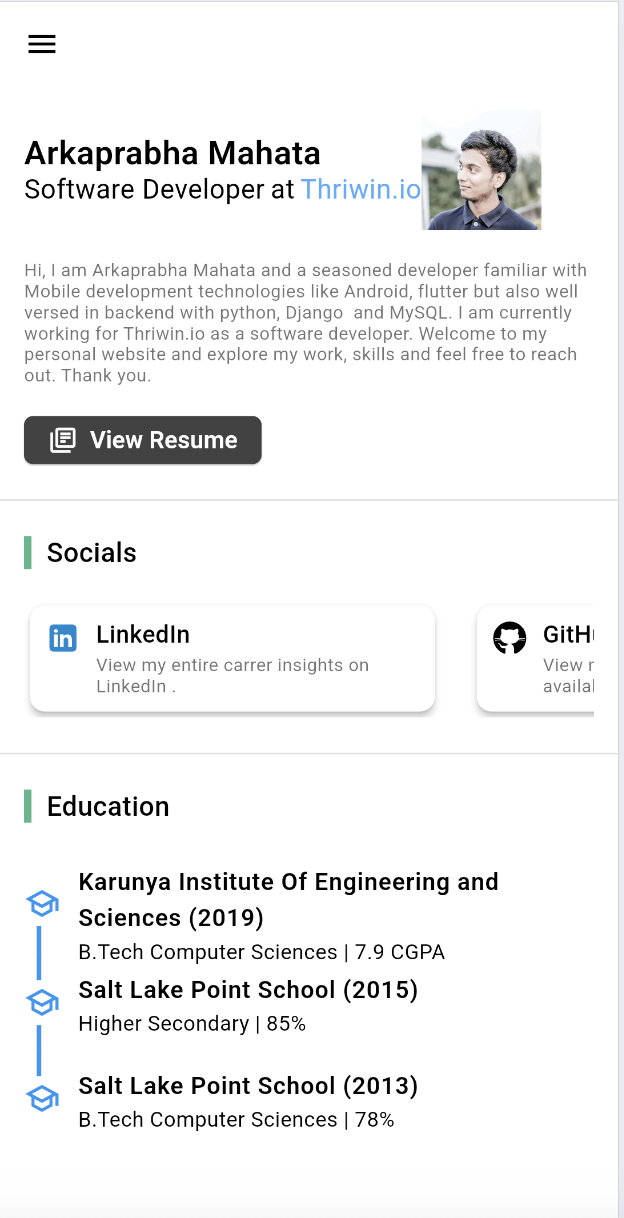 Arkaprabha Mahata
Software Developer at Thriwin.io
Hi, I am Arkaprabha Mahata and a seasoned developer familiar with
Mobile development technologies like Android, flutter but also well
versed in backend with python, Django  and MySQL. I am currently
working for Thriwin.io as a software developer. Welcome to my
personal website and explore my work, skills and feel free to reach
out. Thank you.
View Resume
Socials
LinkedIn
View my entire carrer insights on
LinkedIn .
GitH
View
availa
Education
Karunya Institute Of Engineering and
Sciences (2019)
B.Tech Computer Sciences | 7.9 CGPA
Salt Lake Point School (2015)
Higher Secondary | 85%
Salt Lake Point School (2013)
B.Tech Computer Sciences | 78%